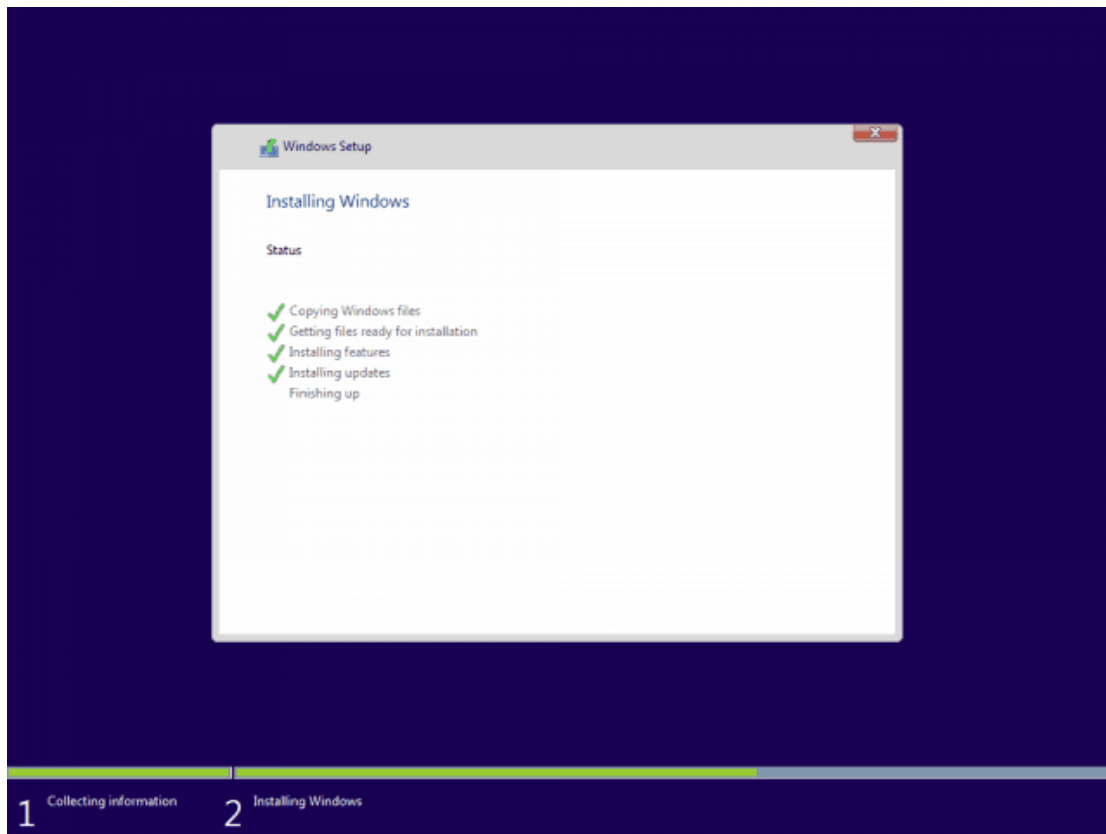 Windows Setup
Installing Windows
Status
Copying Windows files
Getting files ready for installation
Installing features
Installing updates
Finishing up
1 Collecting information 2 Installing Windows